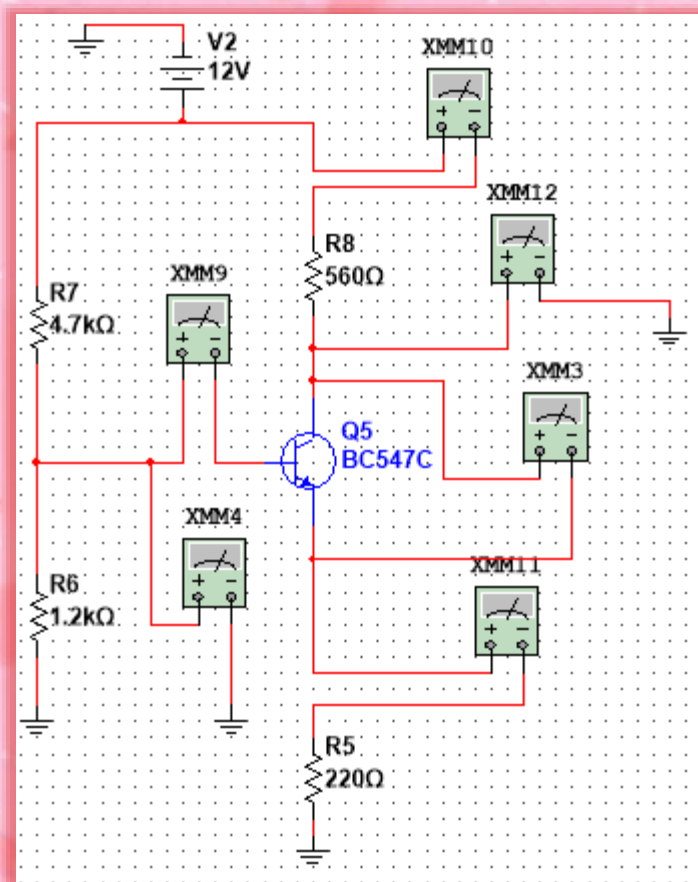 V2
12V
XMM10
+ -
XMM12
+ -
R8
560Ω
XMM9
+ -
R7
4.7kΩ
XMM3
+ -
Q5
BC547C
XMM4
+ -
XMM11
+ -
R6
1.2kΩ
R5
220Ω